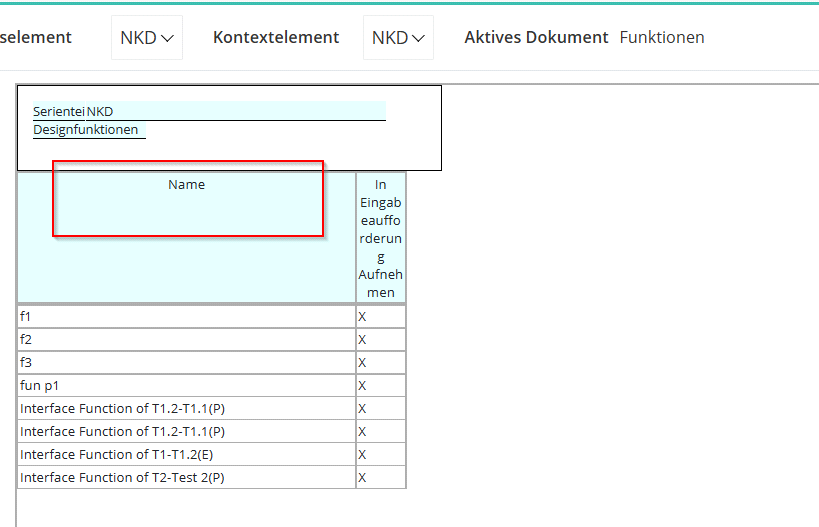 selement NKD Kontextelement NKD Aktives Dokument Funktionen
Serientei NKD
Designfunktionen
Name
In
Eingab
eauffo
rderun
g
Aufneh
men
f1 X
f2 X
f3 X
fun p1 X
Interface Function of T1.2-T1.1(P) X
Interface Function of T1.2-T1.1(P) X
Interface Function of T1-T1.2(E) X
Interface Function of T2-Test 2(P) X